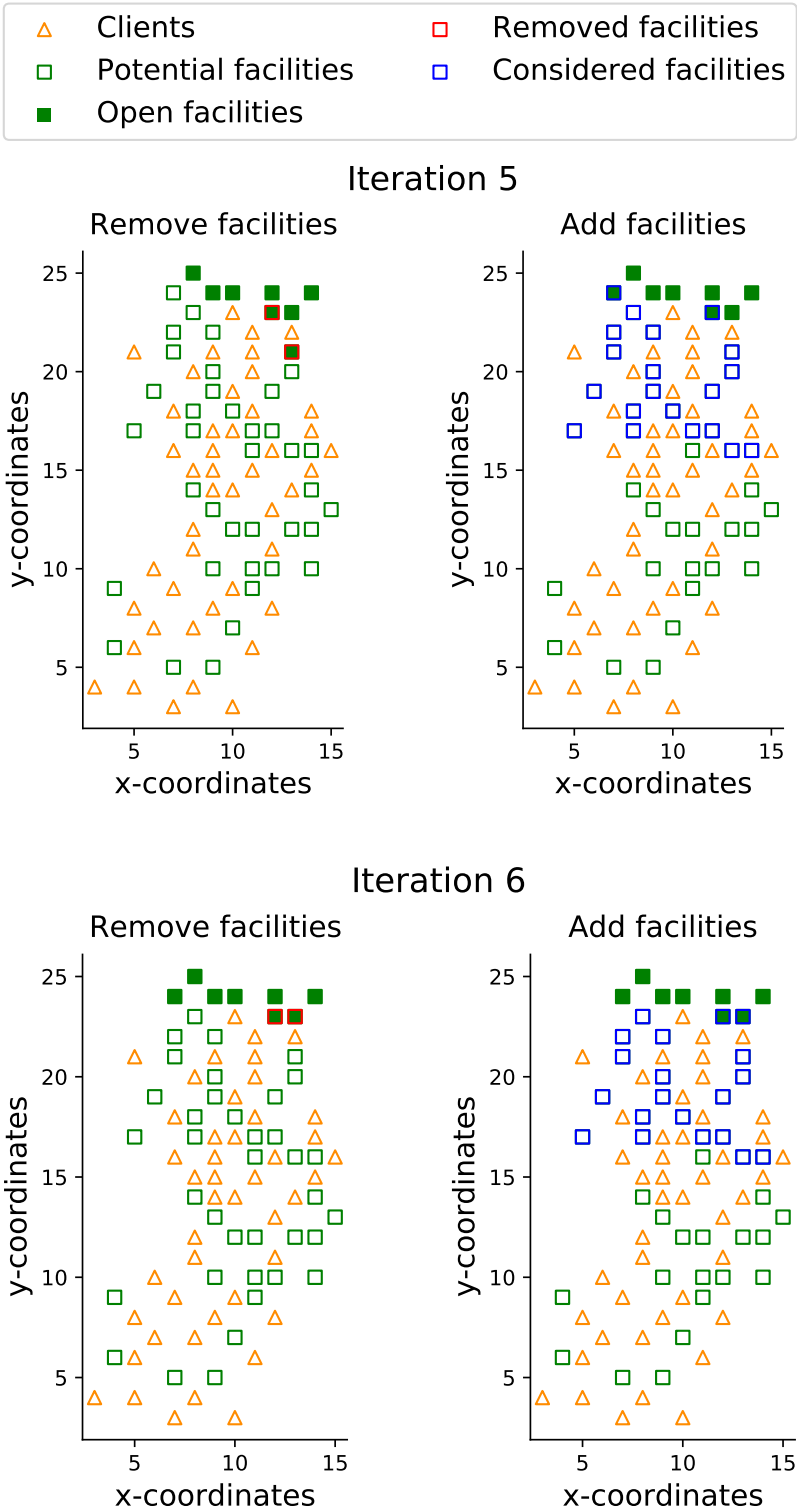 Clients
Removed facilities
Potential facilities
Considered facilities
Open facilities
Iteration 5
Remove facilities
Add facilities
25
20
15
10
5
y-coordinates
5 10 15
x-coordinates
25
20
15
10
5
y-coordinates
5 10 15
x-coordinates
Iteration 6
Remove facilities
Add facilities
25
20
15
10
5
y-coordinates
5 10 15
x-coordinates
25
20
15
10
5
y-coordinates
5 10 15
x-coordinates